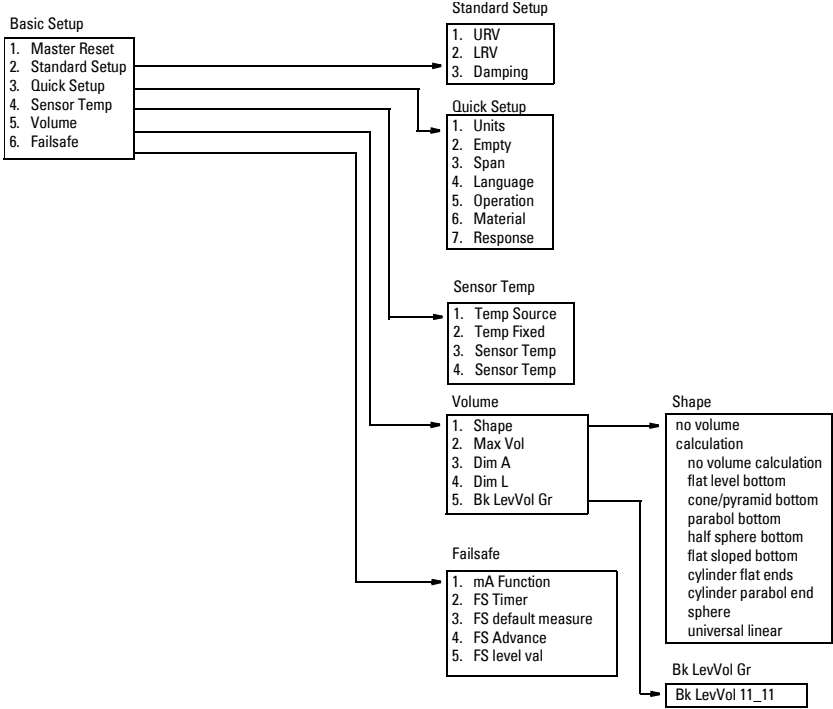 Basic Setup
1. Master Reset
2. Standard Setup
3. Quick Setup
4. Sensor Temp
5. Volume
6. Failsafe
Standard Setup
1. URV
2. LRV
3. Damping
Quick Setup
1. Units
2. Empty
3. Span
4. Language
5. Operation
6. Material
7. Response
Sensor Temp
1. Temp Source
2. Temp Fixed
3. Sensor Temp
4. Sensor Temp
Volume
1. Shape
2. Max Vol
3. Dim A
4. Dim L
5. Bk LevVol Gr
Shape
no volume
calculation
no volume calculation
flat level bottom
cone/pyramid bottom
parabol bottom
half sphere bottom
flat sloped bottom
cylinder flat ends
cylinder parabol end
sphere
universal linear
Failsafe
1. mA Function
2. FS Timer
3. FS default measure
4. FS Advance
5. FS level val
Bk LevVol Gr
Bk LevVol 11_11